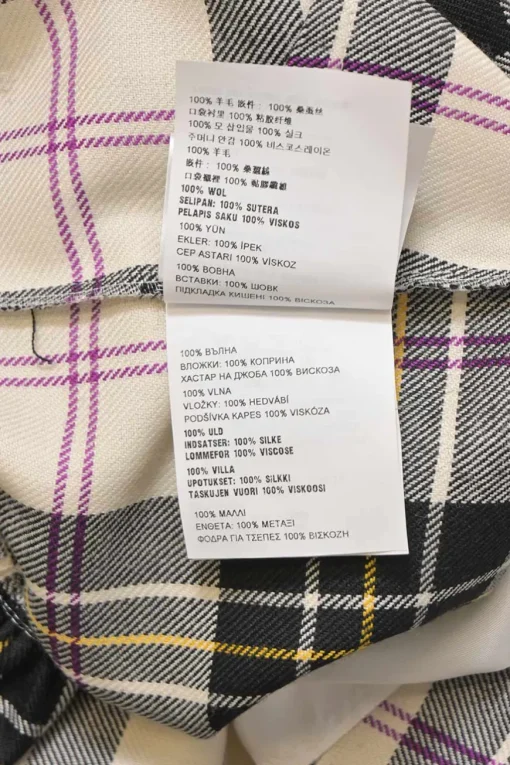 100% 羊毛 嵌件: 100% 桑蚕丝
口袋衬里 100% 粘胶纤维
100% 모 삽입물 100% 실크
주머니 안감 100% 비스코스레이온
100% 羊毛
嵌件: 100% 桑蠶絲
口袋襯裡 100% 黏膠纖維
100% WOL
SELIPAN: 100% SUTERA
PELAPIS SAKU 100% VISKOS
100% YÜN
EKLER: 100% İPEK
CEP ASTARI 100% VİSKOZ
100% ВОВНА
ВСТАВКИ: 100% ШОВК
ПІДКЛАДКА КИШЕНІ 100% ВІСКОЗА
100% ВЪЛНА
ВЛОЖКИ: 100% КОПРИНА
ХАСТАР НА ДЖОБА 100% ВИСКОЗА
100% VLNA
VLOŽKY: 100% HEDVÁBÍ
PODŠÍVKA KAPES 100% VISKÓZA
100% ULD
INDSATSER: 100% SILKE
LOMMEFOR 100% VISCOSE
100% VILLA
UPOTUKSET: 100% SILKKI
TASKUJEN VUORI 100% VISKOOSI
100% ΜΑΛΛΙ
ΕΝΘΕΤΑ: 100% ΜΕΤΑΞΙ
ΦΟΔΡΑ ΓΙΑ ΤΣΕΠΕΣ 100% ΒΙΣΚΟΖΗ